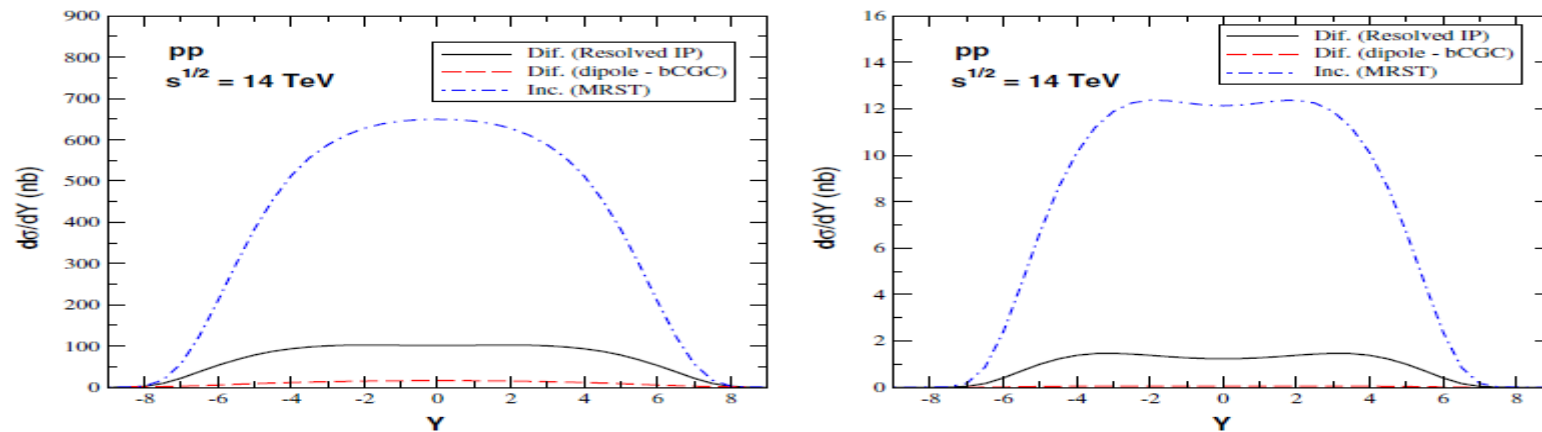 900
800
700
600
500
400
300
200
100
0
dσ/dY (nb)
pp
s^1/2 = 14 TeV
Dif. (Resolved IP)
Dif. (dipole - bCGC)
Inc. (MRST)
-8 -6 -4 -2 0 2 4 6 8
Y
16
14
12
10
8
6
4
2
0
dσ/dY (nb)
pp
s^1/2 = 14 TeV
Dif. (Resolved IP)
Dif. (dipole - bCGC)
Inc. (MRST)
-8 -6 -4 -2 0 2 4 6 8
Y